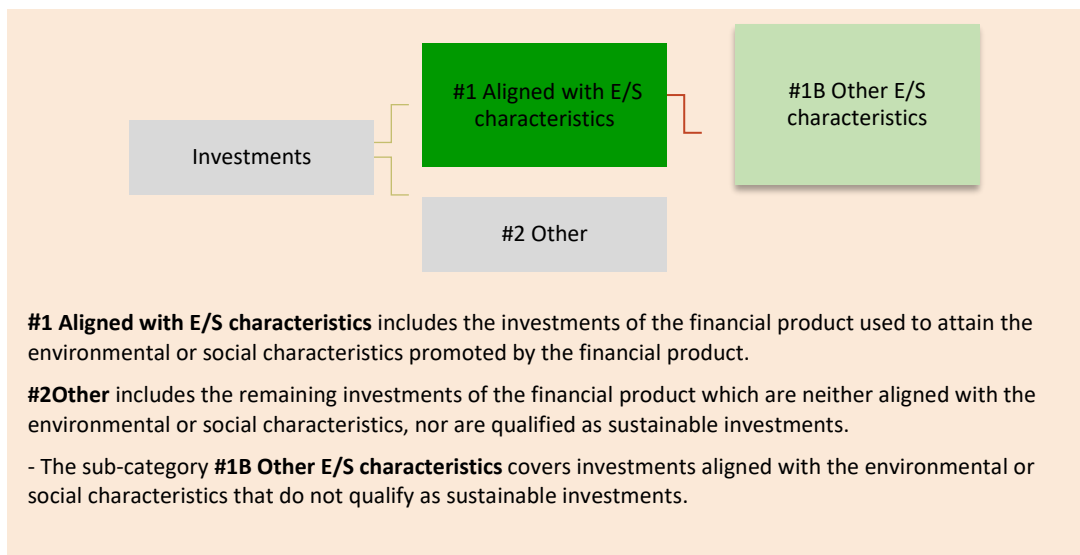 #1 Aligned with E/S
characteristics
#1B Other E/S
characteristics
Investments
#2 Other
#1 Aligned with E/S characteristics includes the investments of the financial product used to attain the
environmental or social characteristics promoted by the financial product.
#2Other includes the remaining investments of the financial product which are neither aligned with the
environmental or social characteristics, nor are qualified as sustainable investments.
- The sub-category #1B Other E/S characteristics covers investments aligned with the environmental or
social characteristics that do not qualify as sustainable investments.